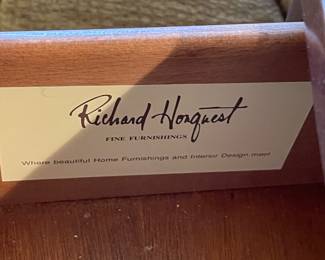 Richard Honquest
FINE FURNISHINGS
Where beautiful Home Furnishings and Interior Design meet